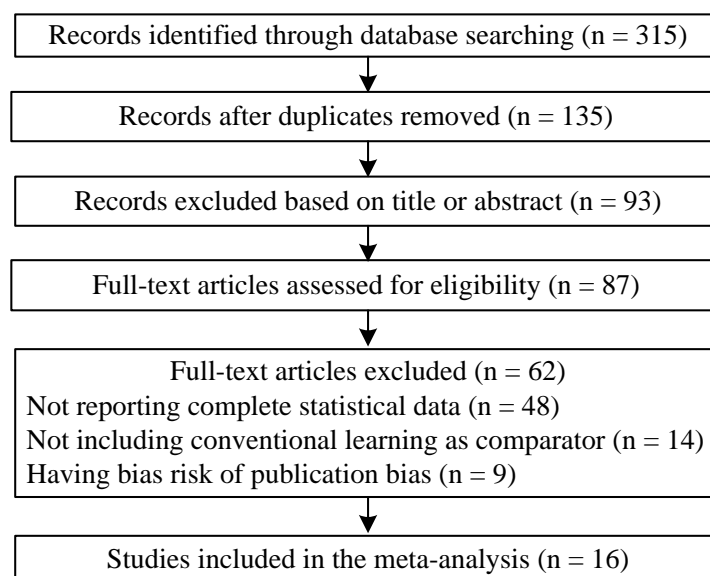 Records identified through database searching (n = 315)
Records after duplicates removed (n = 135)
Records excluded based on title or abstract (n = 93)
Full-text articles assessed for eligibility (n = 87)
Full-text articles excluded (n = 62)
Not reporting complete statistical data (n = 48)
Not including conventional learning as comparator (n = 14)
Having bias risk of publication bias (n = 9)
Studies included in the meta-analysis (n = 16)